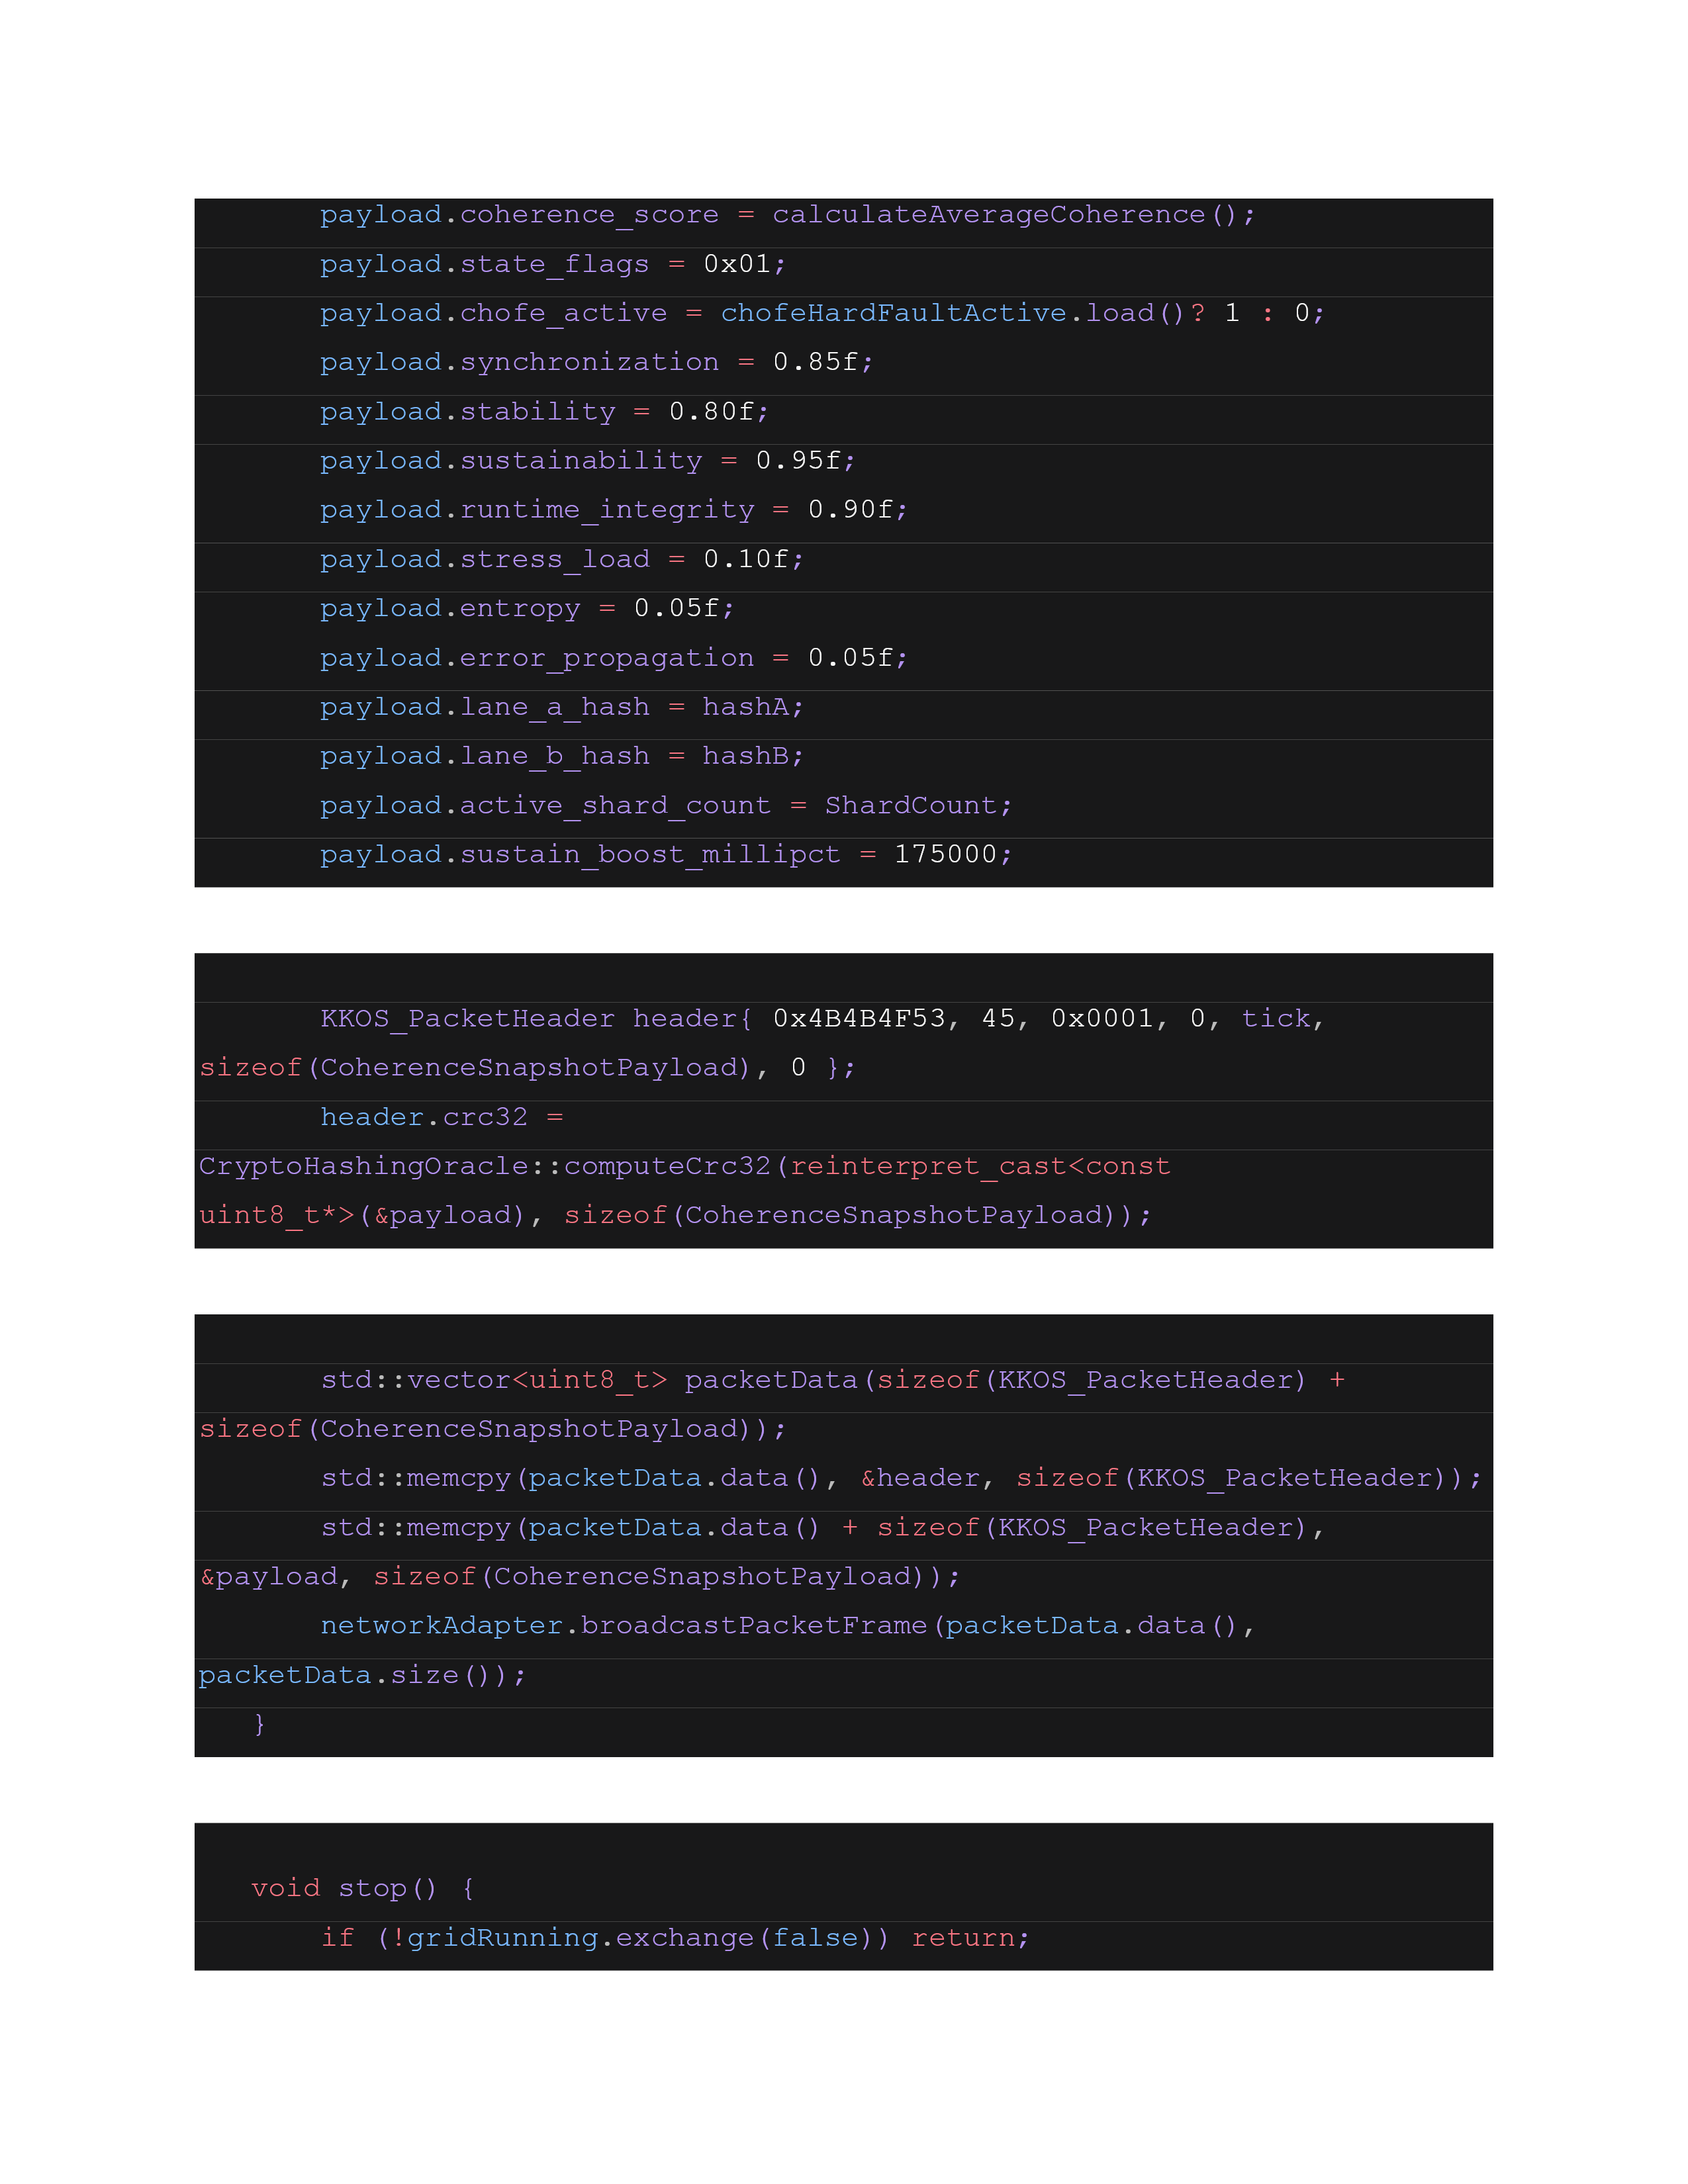 payload.coherence_score = calculateAverageCoherence();
payload.state_flags = 0x01;
payload.chofe_active = chofeHardFaultActive.load()? 1 : 0;
payload.synchronization = 0.85f;
payload.stability = 0.80f;
payload.sustainability = 0.95f;
payload.runtime_integrity = 0.90f;
payload.stress_load = 0.10f;
payload.entropy = 0.05f;
payload.error_propagation = 0.05f;
payload.lane_a_hash = hashA;
payload.lane_b_hash = hashB;
payload.active_shard_count = ShardCount;
payload.sustain_boost_millipct = 175000;
KKOS_PacketHeader header{ 0x4B4B4F53, 45, 0x0001, 0, tick,
sizeof(CoherenceSnapshotPayload), 0 };
header.crc32 =
CryptoHashingOracle::computeCrc32(reinterpret_cast<const
uint8_t*>(&payload), sizeof(CoherenceSnapshotPayload));
std::vector<uint8_t> packetData(sizeof(KKOS_PacketHeader) +
sizeof(CoherenceSnapshotPayload));
std::memcpy(packetData.data(), &header, sizeof(KKOS_PacketHeader));
std::memcpy(packetData.data() + sizeof(KKOS_PacketHeader),
&payload, sizeof(CoherenceSnapshotPayload));
networkAdapter.broadcastPacketFrame(packetData.data(),
packetData.size());
}
void stop() {
if (!gridRunning.exchange(false)) return;